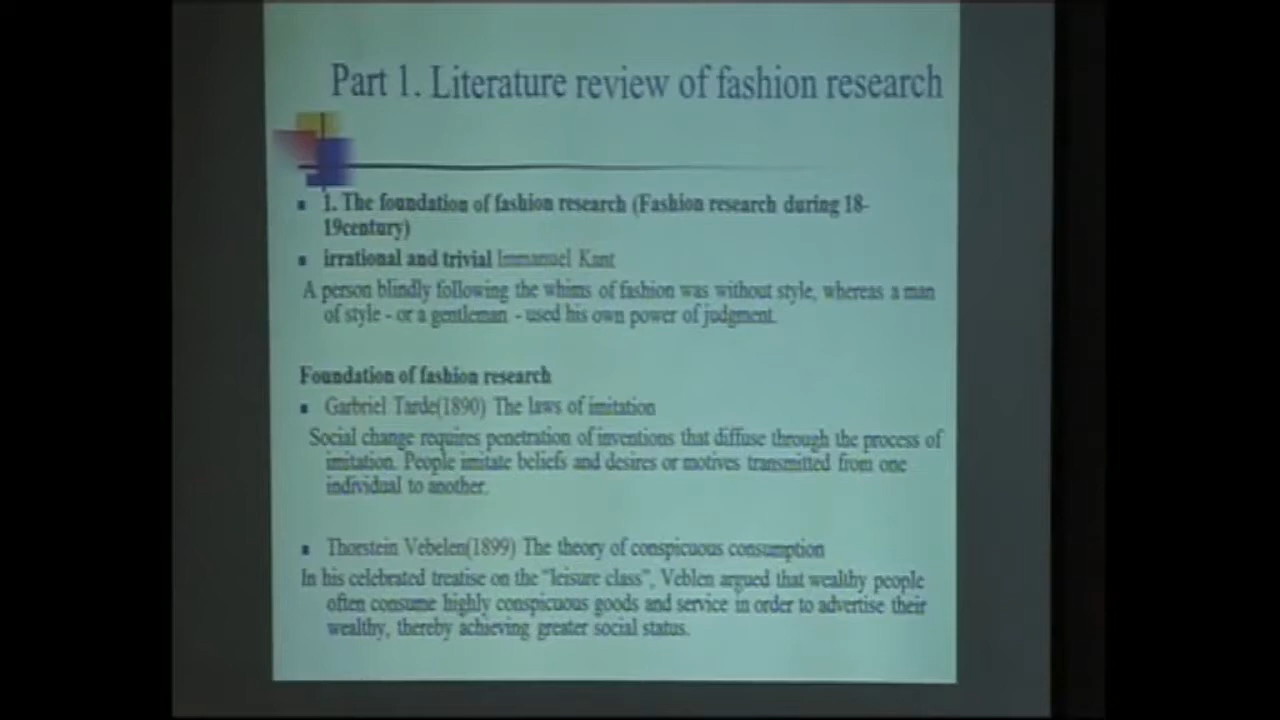 Part 1. Literature review of fashion research
1. The foundation of fashion research (Fashion research during 18-
19century)
irrational and trivial Immanuel Kant
A person blindly following the whims of fashion was without style, whereas a man
of style - or a gentleman - used his own power of judgment.
Foundation of fashion research
Garbriel Tarde(1890) The laws of imitation
Social change requires penetration of inventions that diffuse through the process of
imitation. People imitate beliefs and desires or motives transmitted from one
individual to another.
Thorstein Vebelen(1899) The theory of conspicuous consumption
In his celebrated treatise on the "leisure class", Veblen argued that wealthy people
often consume highly conspicuous goods and service in order to advertise their
wealthy, thereby achieving greater social status.